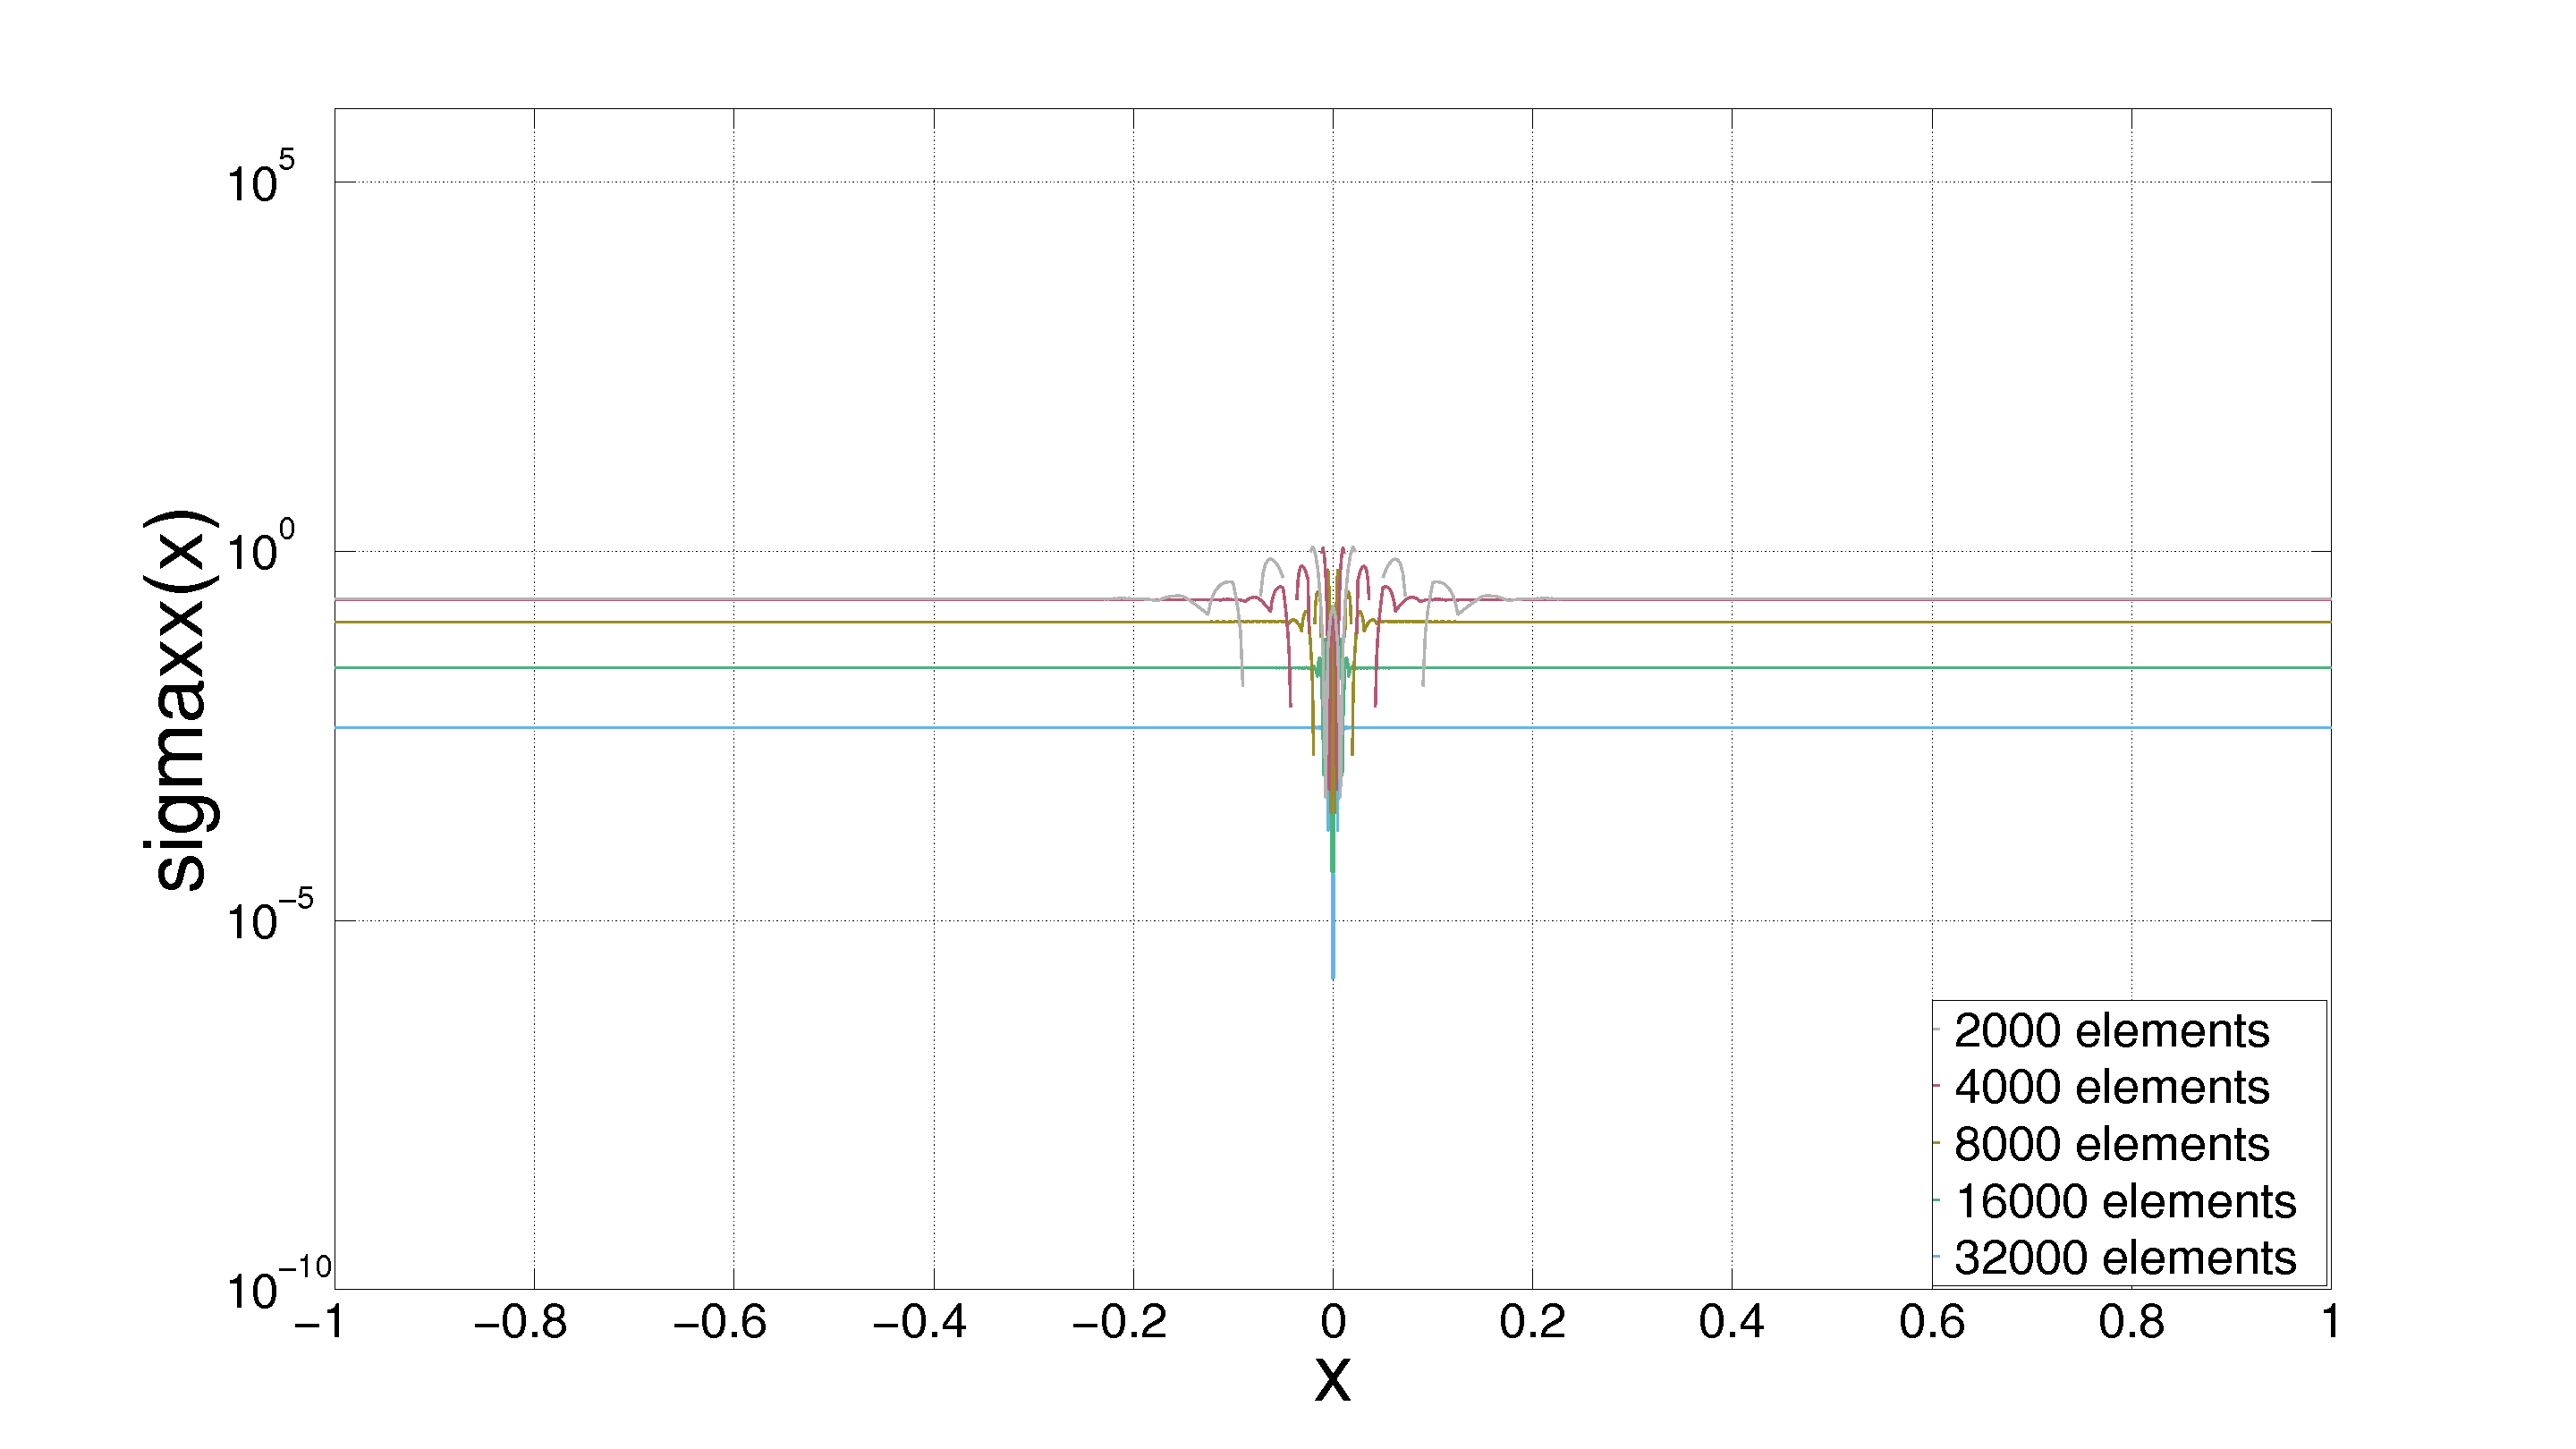 sigmaxx(x)
10^5
10^0
10^−5
10^−10
−1 −0.8 −0.6 −0.4 −0.2 0 0.2 0.4 0.6 0.8 1
x
2000 elements
4000 elements
8000 elements
16000 elements
32000 elements